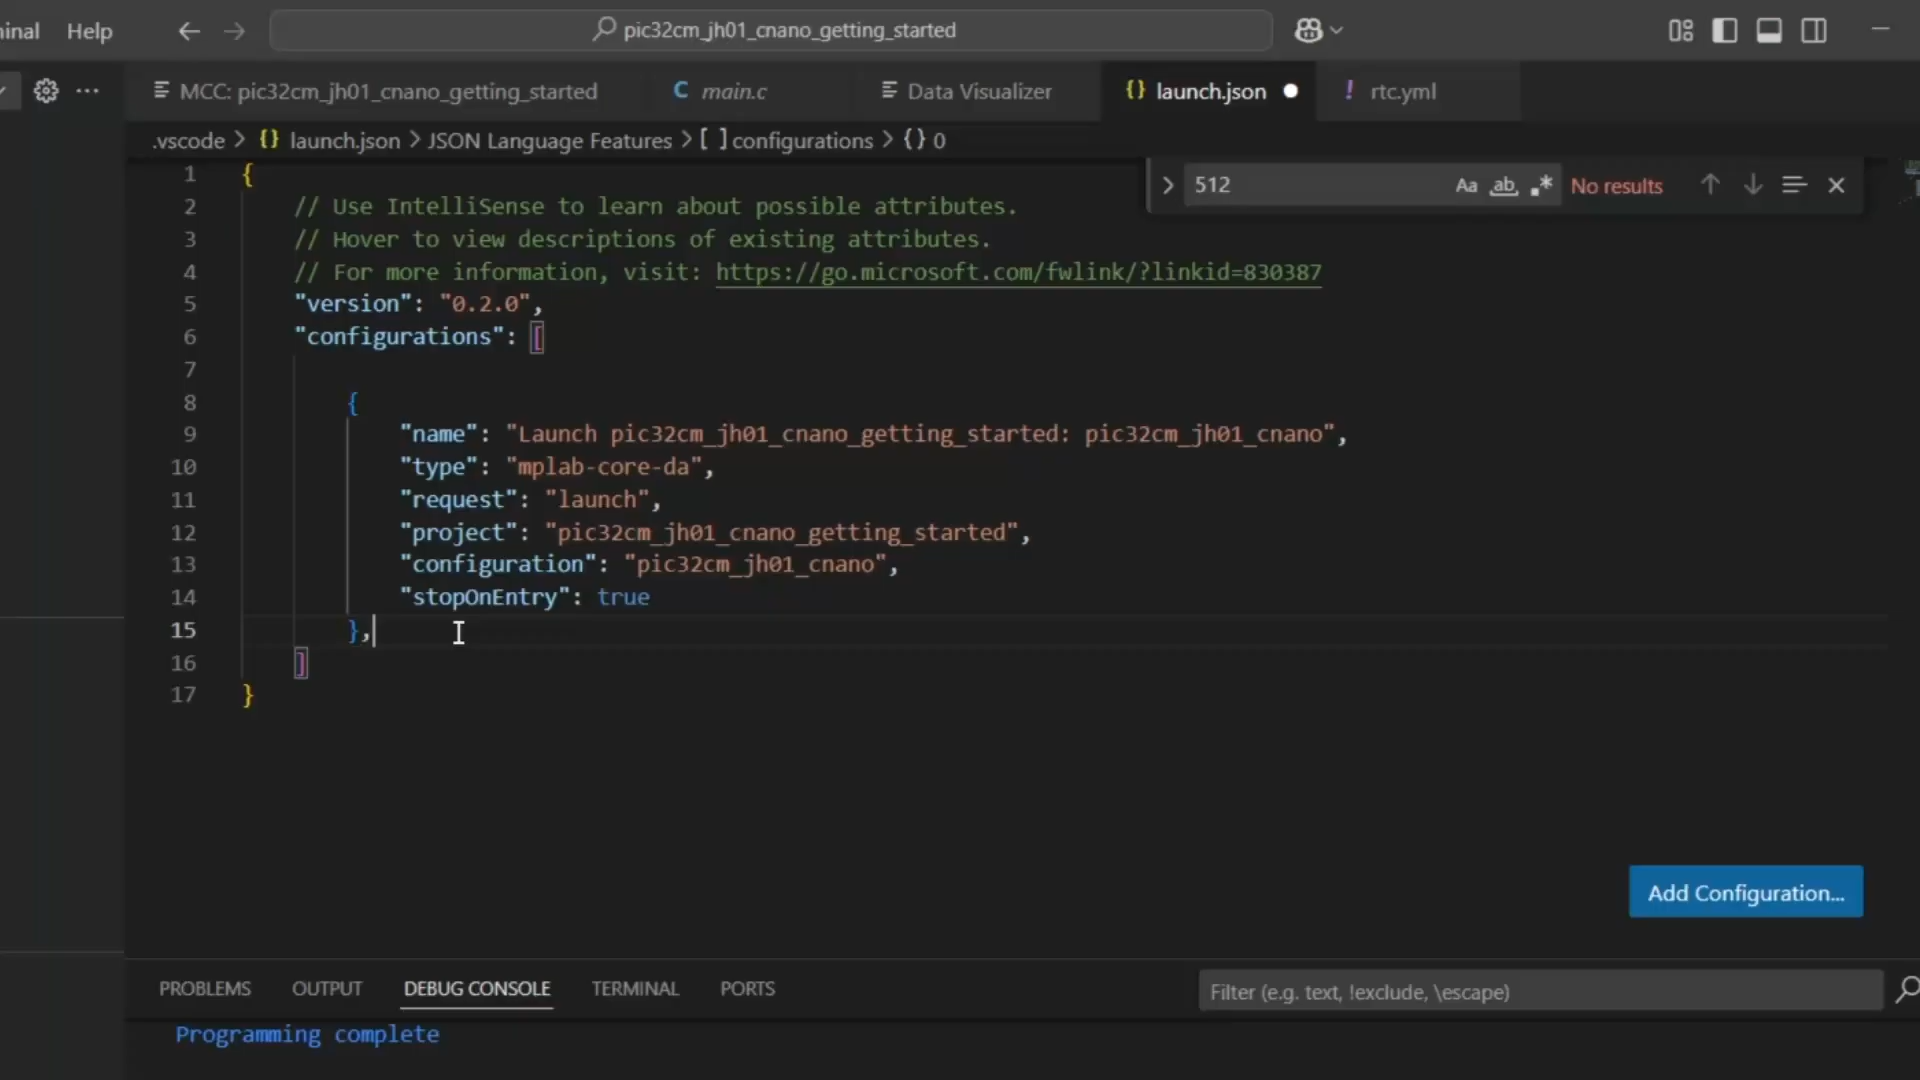 inal Help pic32cm_jh01_cnano_getting_started
MCC: pic32cm_jh01_cnano_getting_started main.c Data Visualizer launch.json rtc.yml
.vscode > {} launch.json > JSON Language Features > [ ] configurations > {} 0
512 Aa ab .* No results
1 {
2 // Use IntelliSense to learn about possible attributes.
3 // Hover to view descriptions of existing attributes.
4 // For more information, visit: https://go.microsoft.com/fwlink/?linkid=830387
5 "version": "0.2.0",
6 "configurations": [
7
8 {
9 "name": "Launch pic32cm_jh01_cnano_getting_started: pic32cm_jh01_cnano",
10 "type": "mplab-core-da",
11 "request": "launch",
12 "project": "pic32cm_jh01_cnano_getting_started",
13 "configuration": "pic32cm_jh01_cnano",
14 "stopOnEntry": true
15 },
16 ]
17 }
Add Configuration...
PROBLEMS OUTPUT DEBUG CONSOLE TERMINAL PORTS Filter (e.g. text, !exclude, \escape)
Programming complete